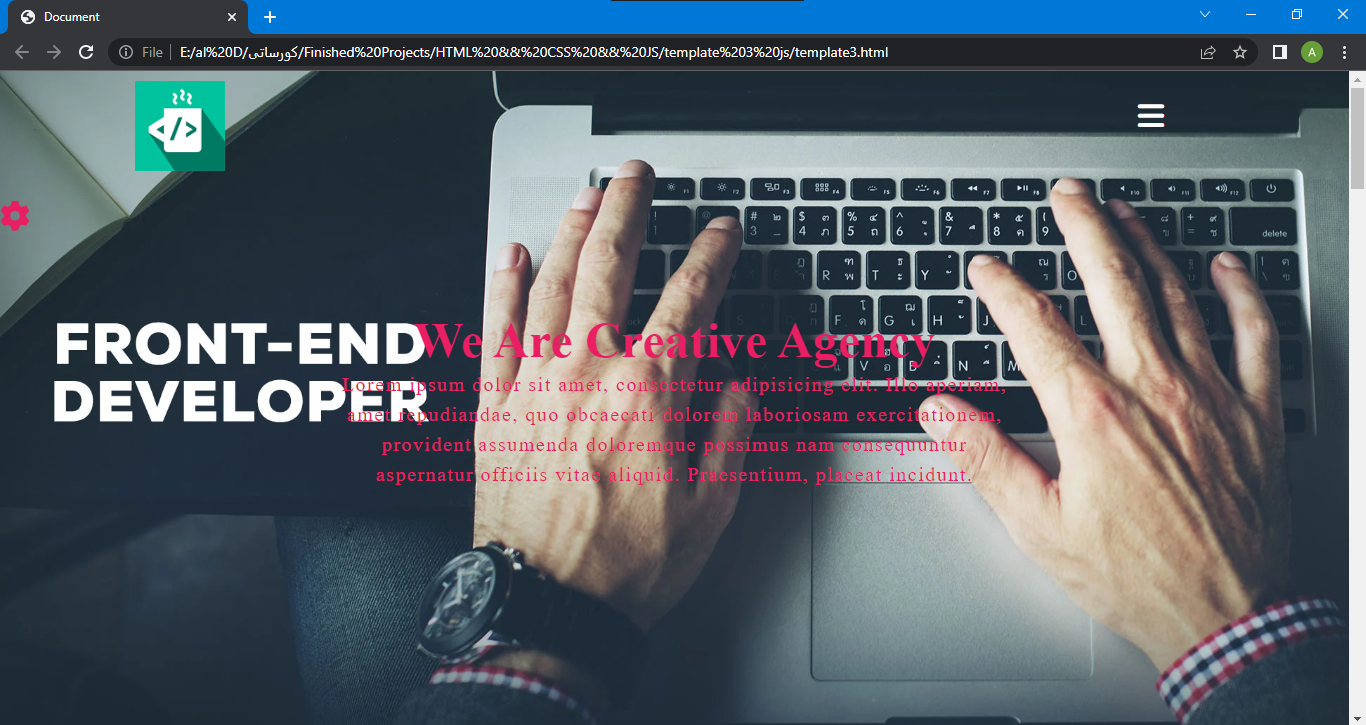 Document
File
E:/al%20D/كورساتى/Finished%20Projects/HTML%20&&%20CSS%20&&%20JS/template%203%20js/template3.html
A
</>
FRONT-END
DEVELOPER
We Are Creative Agency
Lorem ipsum dolor sit amet, consectetur adipisicing elit. Illo aperiam,
amet repudiandae, quo obcaecati dolorem laboriosam exercitationem,
provident assumenda doloremque possimus nam consequuntur
aspernatur officiis vitae aliquid. Praesentium, placeat incidunt.
delete